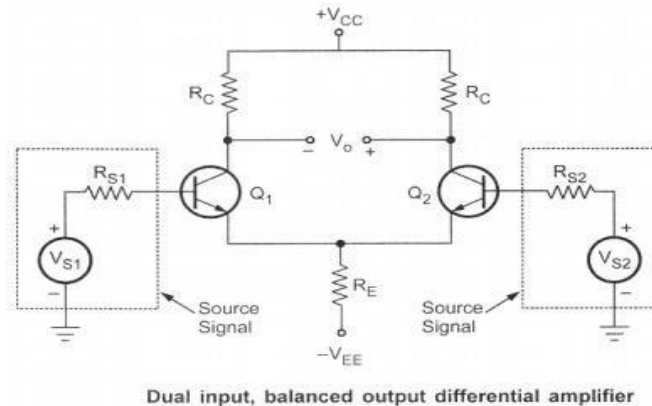 +VCC
RC
RC
− Vo +
RS1
Q1
Q2
RS2
+
VS1
−
+
VS2
−
RE
Source
Signal
Source
Signal
−VEE
Dual input, balanced output differential amplifier